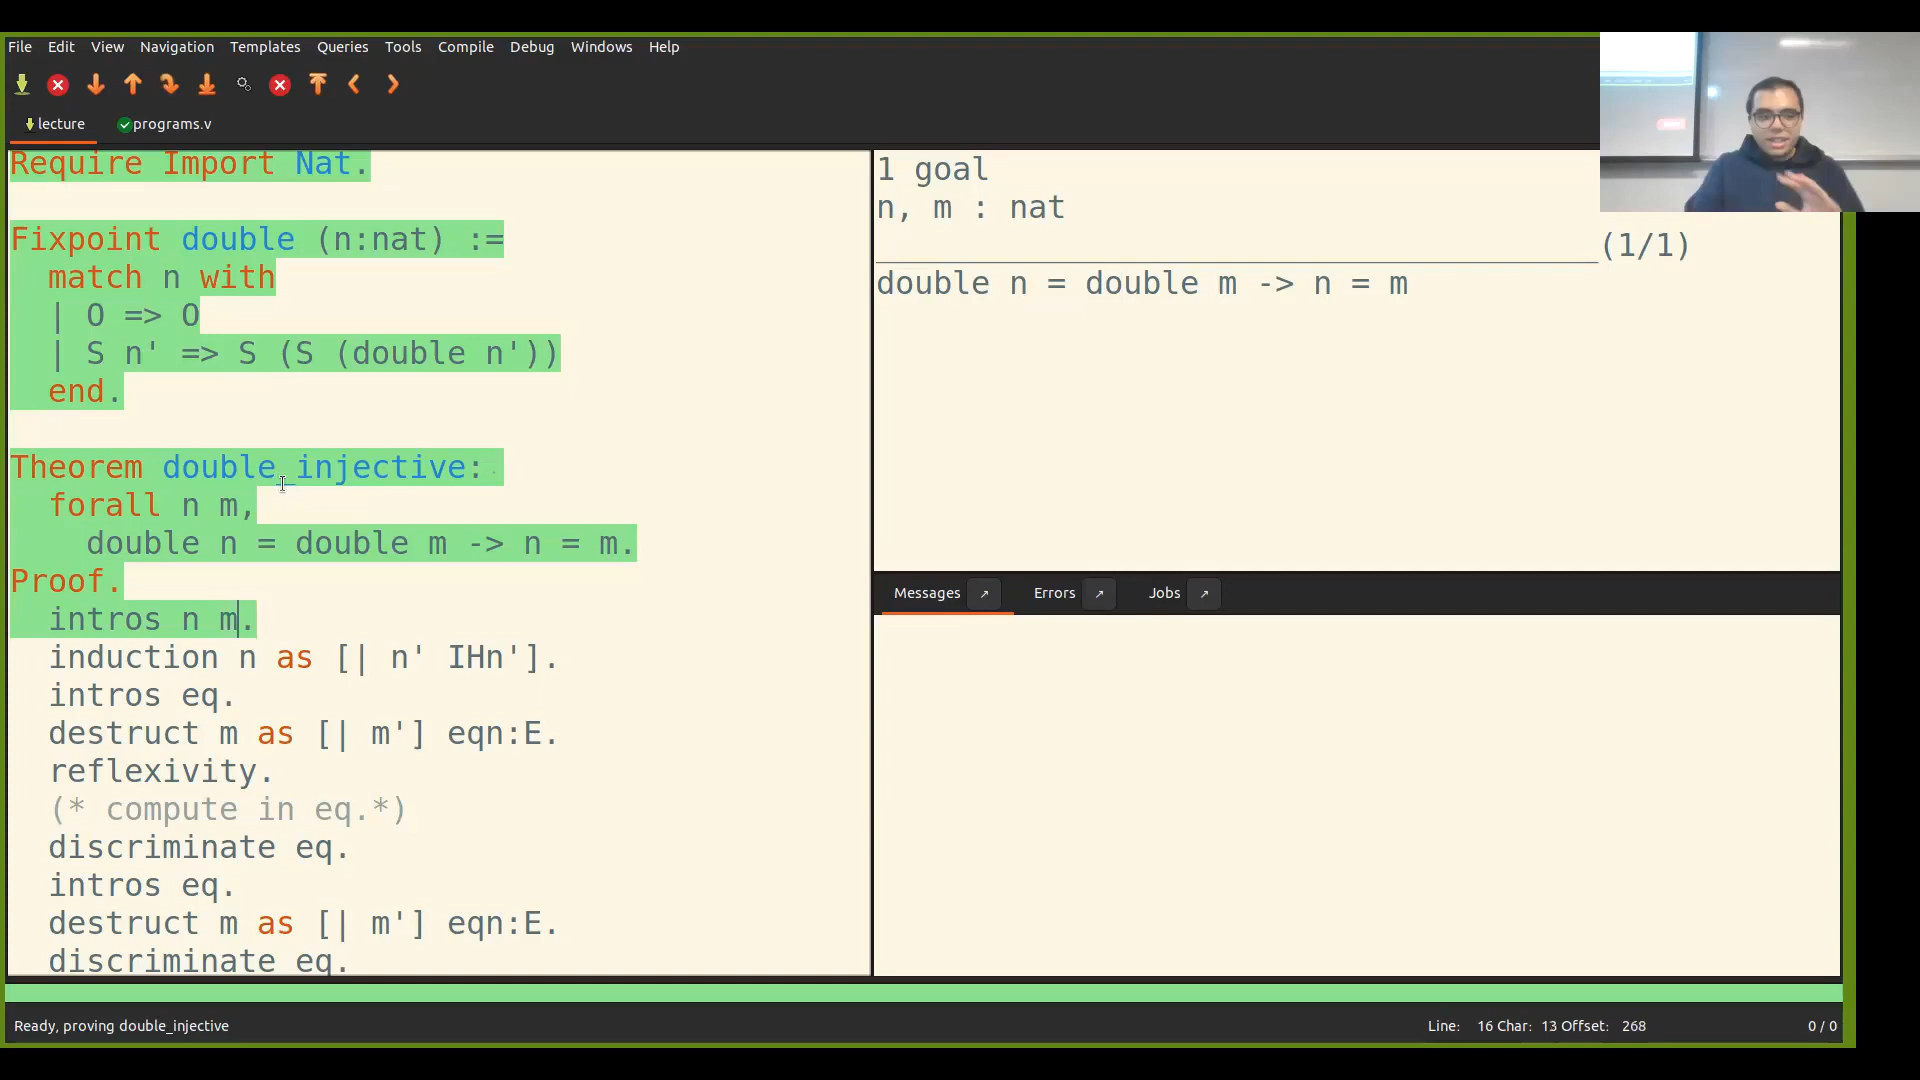 File Edit View Navigation Templates Queries Tools Compile Debug Windows Help
lecture programs.v
Require Import Nat.
Fixpoint double (n:nat) :=
match n with
| O => O
| S n' => S (S (double n'))
end.
Theorem double_injective:
forall n m,
double n = double m -> n = m.
Proof.
intros n m.
induction n as [| n' IHn'].
intros eq.
destruct m as [| m'] eqn:E.
reflexivity.
(* compute in eq.*)
discriminate eq.
intros eq.
destruct m as [| m'] eqn:E.
discriminate eq.
1 goal
n, m : nat
______________________________________(1/1)
double n = double m -> n = m
Messages ↗ Errors ↗ Jobs ↗
Ready, proving double_injective
Line: 16 Char: 13 Offset: 268
0 / 0